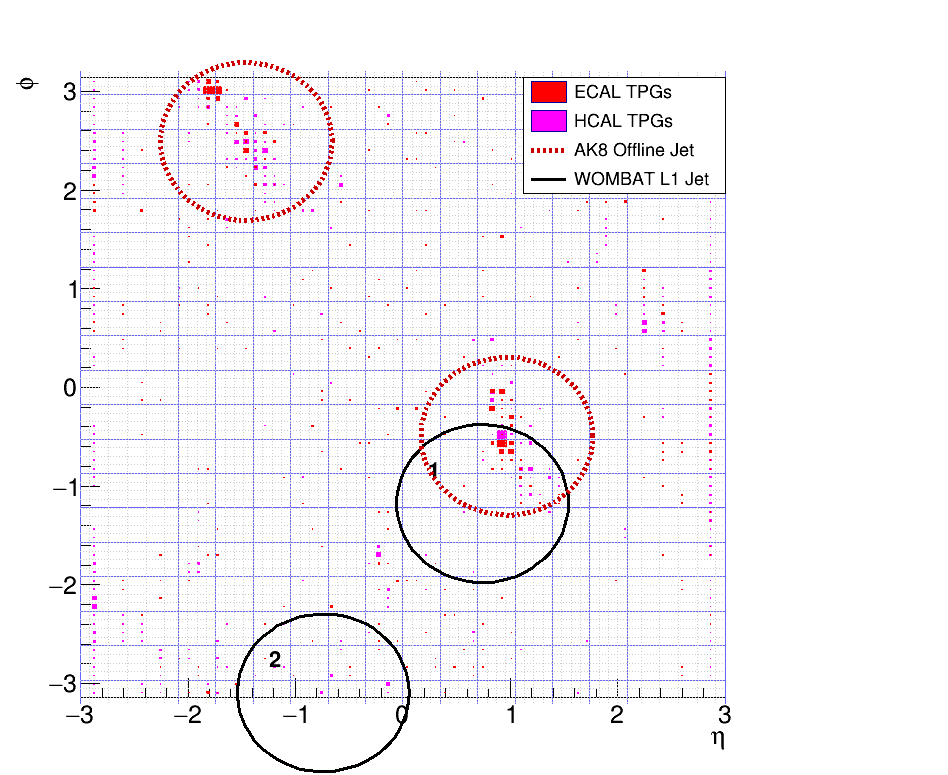 ϕ
3
2
1
0
−1
−2
−3
ECAL TPGs
HCAL TPGs
AK8 Offline Jet
WOMBAT L1 Jet
1
2
−3 −2 −1 0 1 2 3
η